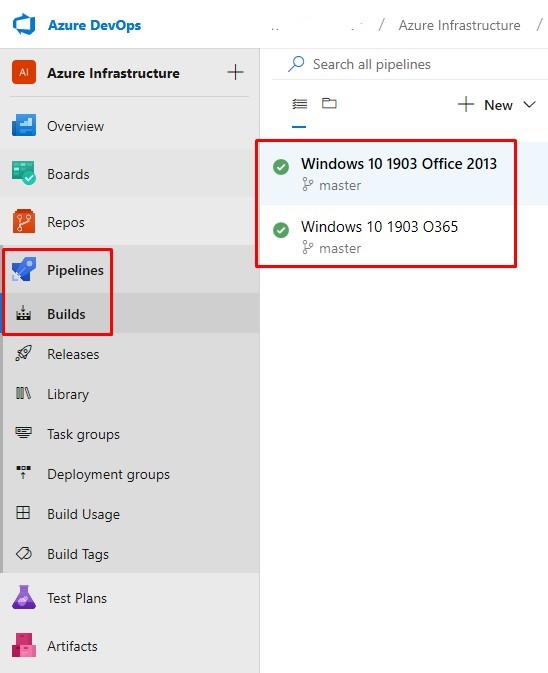 Azure DevOps
/ Azure Infrastructure /
AI Azure Infrastructure
Search all pipelines
New
Overview
Boards
Repos
Pipelines
Builds
Releases
Library
Task groups
Deployment groups
Build Usage
Build Tags
Test Plans
Artifacts
Windows 10 1903 Office 2013
master
Windows 10 1903 O365
master